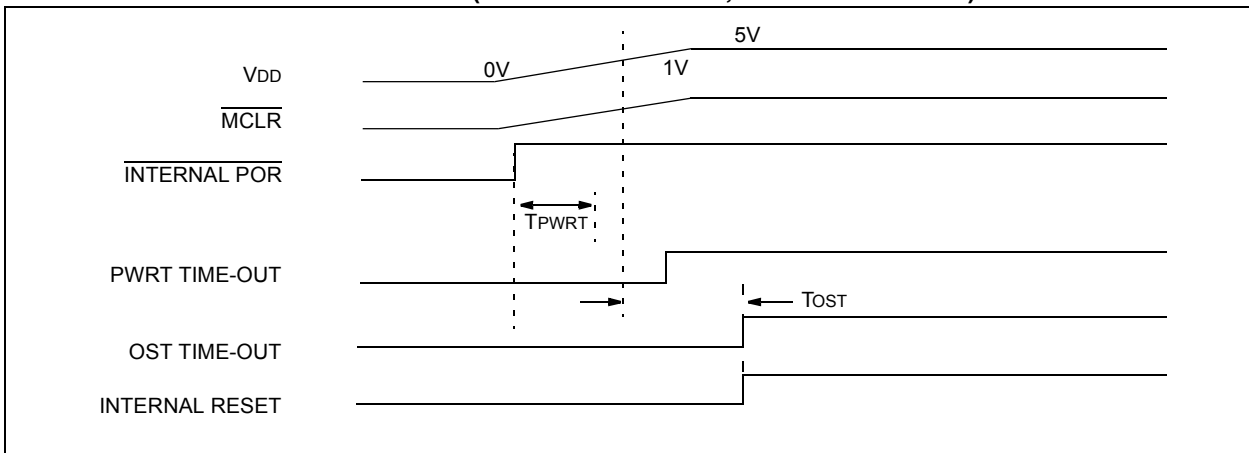 5V
0V
1V
VDD
MCLR
INTERNAL POR
TPWRT
PWRT TIME-OUT
TOST
OST TIME-OUT
INTERNAL RESET